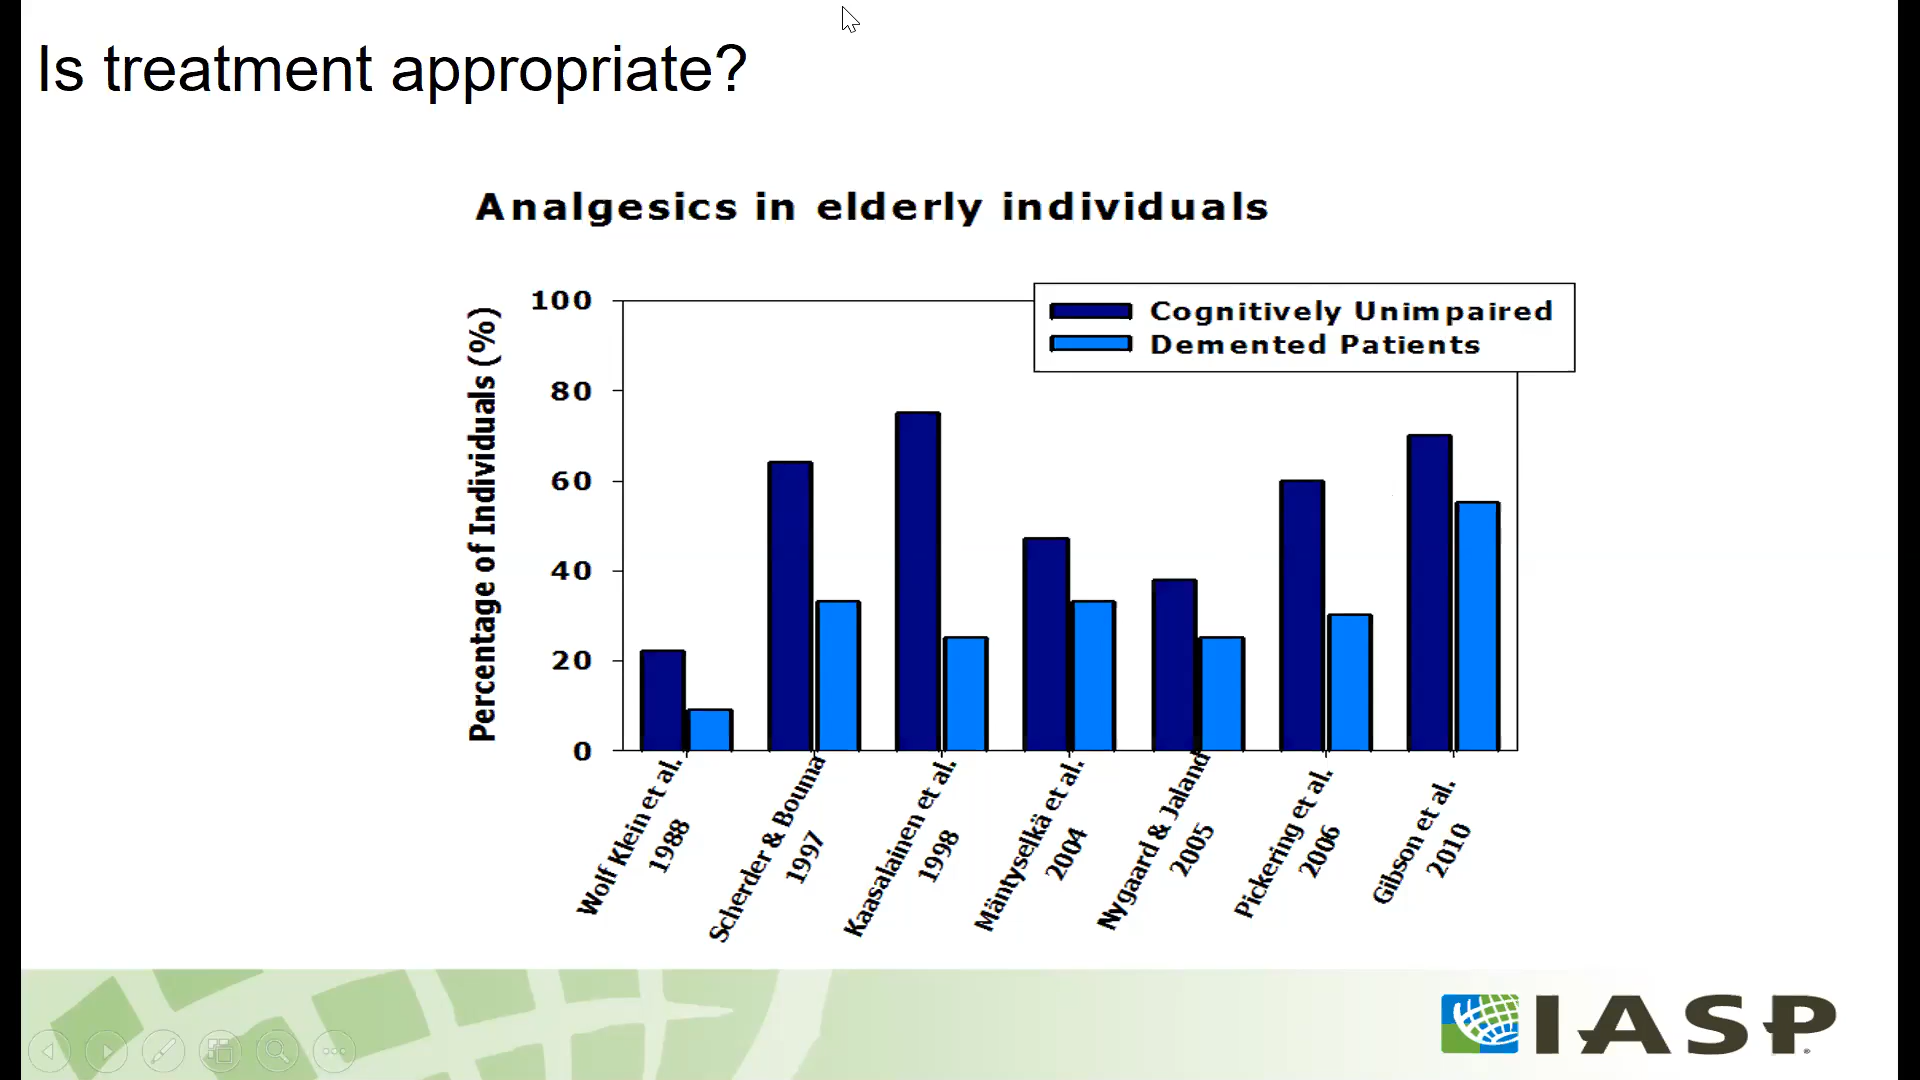 Is treatment appropriate?
Analgesics in elderly individuals
Percentage of Individuals (%)
100
80
60
40
20
0
Cognitively Unimpaired
Demented Patients
Wolf Klein et al.
1988
Scherder & Bouma
1997
Kaasalainen et al.
1998
Mäntyselkä et al.
2004
Nygaard & Jaland
2005
Pickering et al.
2006
Gibson et al.
2010
IASP